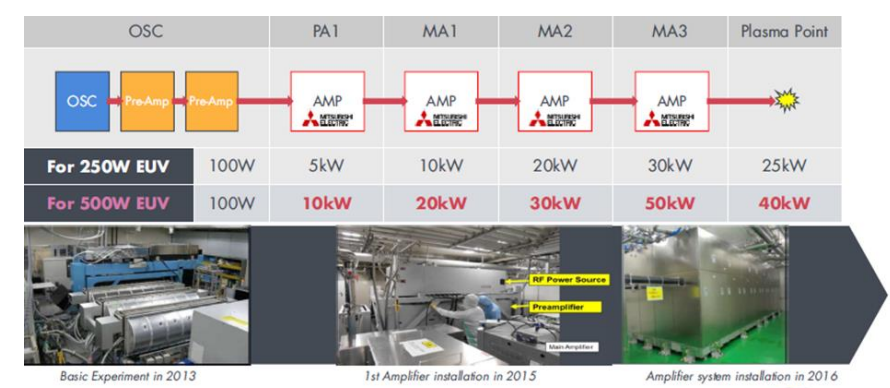 OSC PA1 MA1 MA2 MA3 Plasma Point
OSC Pre-Amp Pre-Amp AMP AMP AMP AMP
MITSUBISHI ELECTRIC MITSUBISHI ELECTRIC MITSUBISHI ELECTRIC MITSUBISHI ELECTRIC
For 250W EUV 100W 5kW 10kW 20kW 30kW 25kW
For 500W EUV 100W 10kW 20kW 30kW 50kW 40kW
RF Power Source
Preamplifier
Main Amplifier
Basic Experiment in 2013 1st Amplifier installation in 2015 Amplifier system installation in 2016